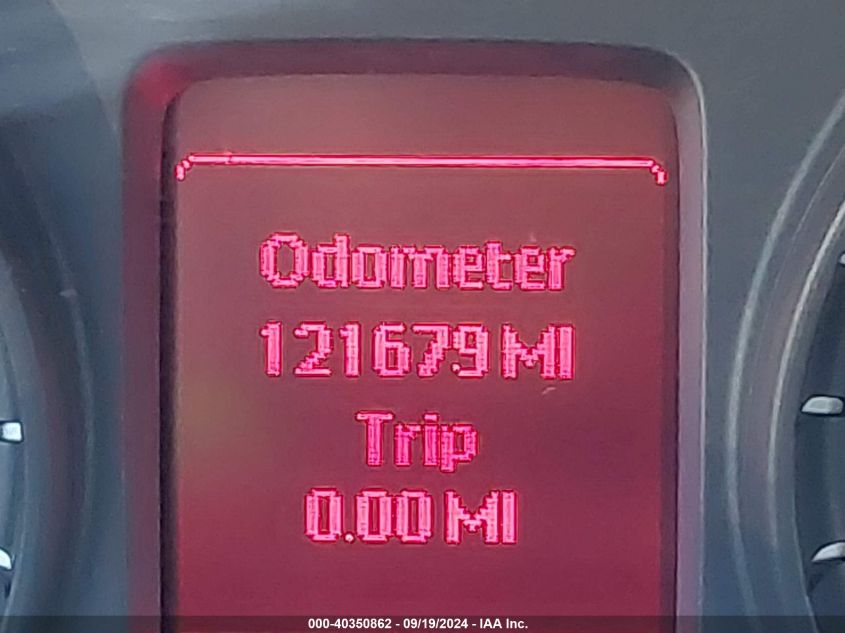 Odometer
121679 MI
Trip
0.00 MI
000-40350862 - 09/19/2024 - IAA Inc.